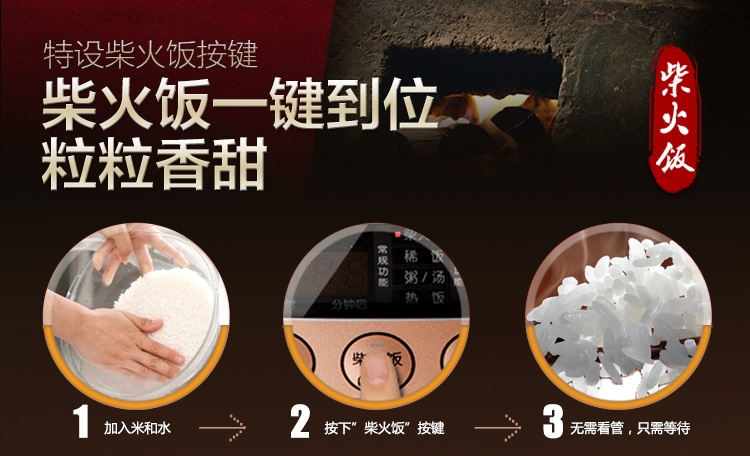 特设柴火饭按键
柴火饭一键到位
粒粒香甜
柴火饭
常规功能
柴火
稀 饭
粥/汤
热 饭
分钟后
柴 饭
1 加入米和水
2 按下”柴火饭”按键
3 无需看管，只需等待